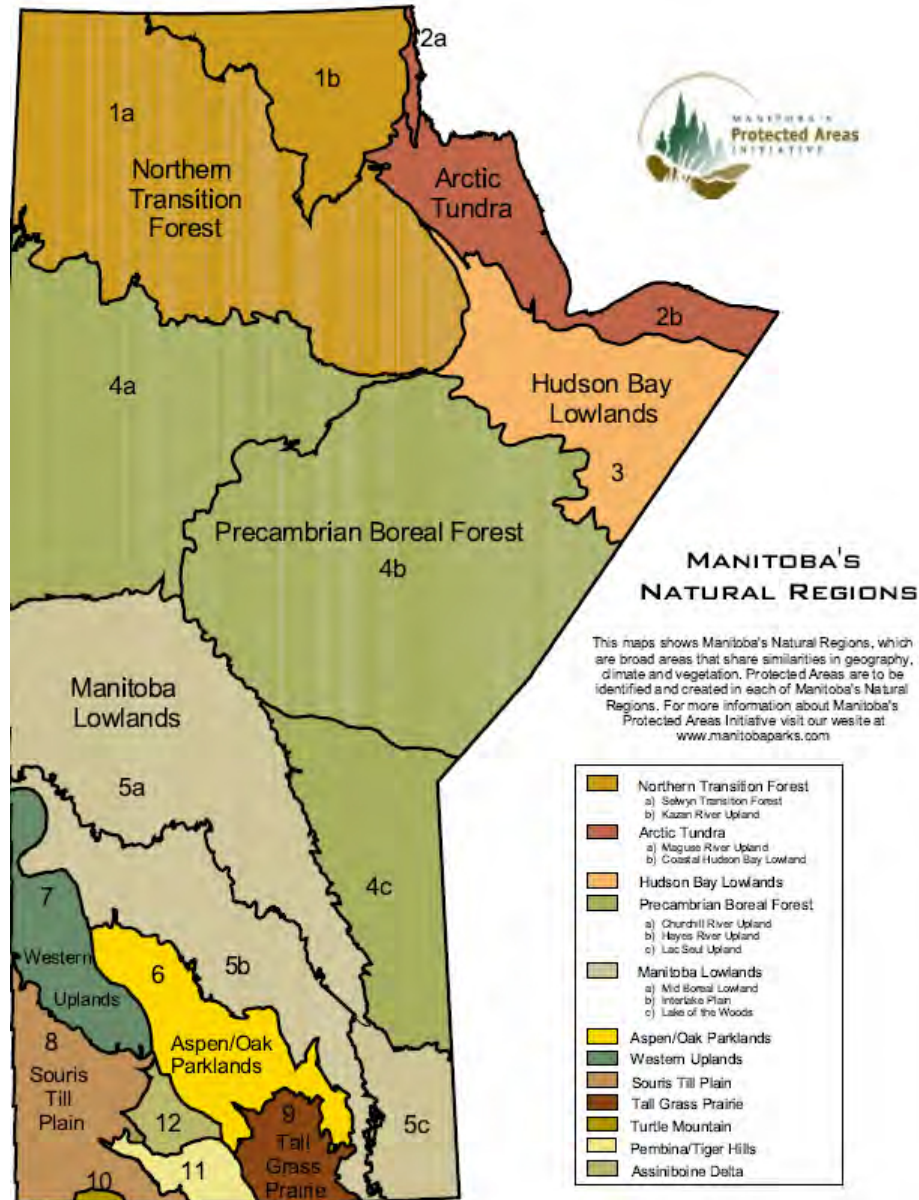 2a
1b
1a
MANITOBA'S
Protected Areas
INITIATIVE
Northern
Transition
Forest
Arctic
Tundra
2b
4a
Hudson Bay
Lowlands
3
Precambrian Boreal Forest
4b
MANITOBA'S
NATURAL REGIONS
This maps shows Manitoba's Natural Regions, which
are broad areas that share similarities in geography,
climate and vegetation. Protected Areas are to be
identified and created in each of Manitoba's Natural
Regions. For more information about Manitoba's
Protected Areas Initiative visit our wesite at
www.manitobaparks.com
Manitoba
Lowlands
5a
Northern Transition Forest
a) Selwyn Transition Forest
b) Kazan River Upland
Arctic Tundra
a) Maguse River Upland
b) Coastal Hudson Bay Lowland
Hudson Bay Lowlands
Precambrian Boreal Forest
a) Churchill River Upland
b) Hayes River Upland
c) Lac Seul Upland
Manitoba Lowlands
a) Mid Boreal Lowland
b) Interlake Plain
c) Lake of the Woods
Aspen/Oak Parklands
Western Uplands
Souris Till Plain
Tall Grass Prairie
Turtle Mountain
Pembina/Tiger Hills
Assiniboine Delta
4c
7
Western
Uplands
6
5b
8
Souris
Till
Plain
Aspen/Oak
Parklands
12
9
Tall
Grass
Prairie
5c
11
10